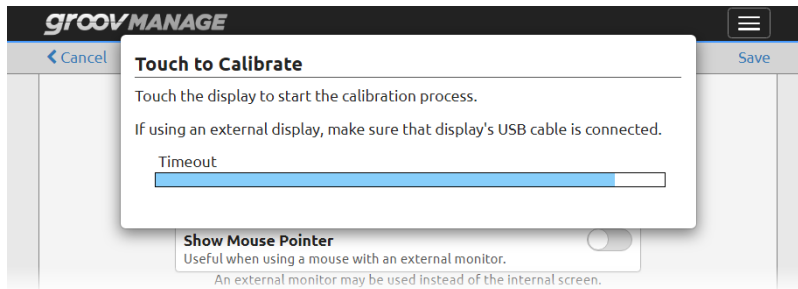 groov MANAGE
Cancel
Save
Touch to Calibrate
Touch the display to start the calibration process.
If using an external display, make sure that display's USB cable is connected.
Timeout
Show Mouse Pointer
Useful when using a mouse with an external monitor.
An external monitor may be used instead of the internal screen.